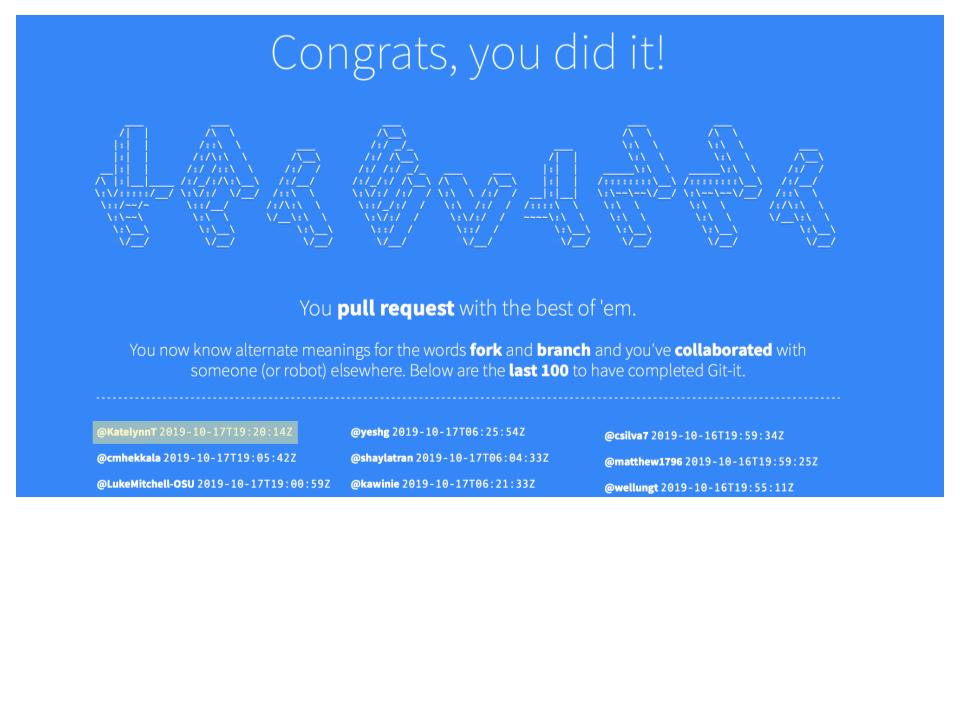 Congrats, you did it!
You pull request with the best of 'em.
You now know alternate meanings for the words fork and branch and you've collaborated with
someone (or robot) elsewhere. Below are the last 100 to have completed Git-it.
@KatelynnT 2019-10-17T19:20:14Z
@cmhekkala 2019-10-17T19:05:42Z
@LukeMitchell-OSU 2019-10-17T19:00:59Z
@yeshg 2019-10-17T06:25:54Z
@shaylatran 2019-10-17T06:04:33Z
@kawinie 2019-10-17T06:21:33Z
@csilva7 2019-10-16T19:59:34Z
@matthew1796 2019-10-16T19:59:25Z
@wellungt 2019-10-16T19:55:11Z